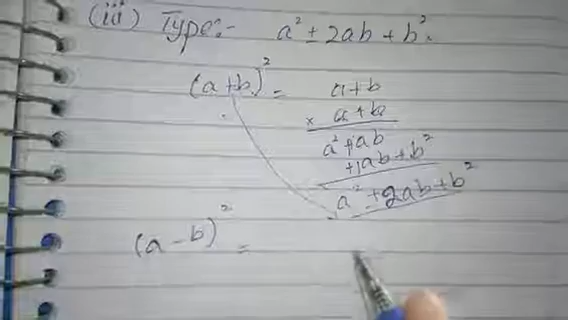 (iii) Type:- a² ± 2ab + b².
(a+b)² = a+b
× a+b
a² + ab
+ ab + b²
a² + 2ab + b²
(a - b)² =